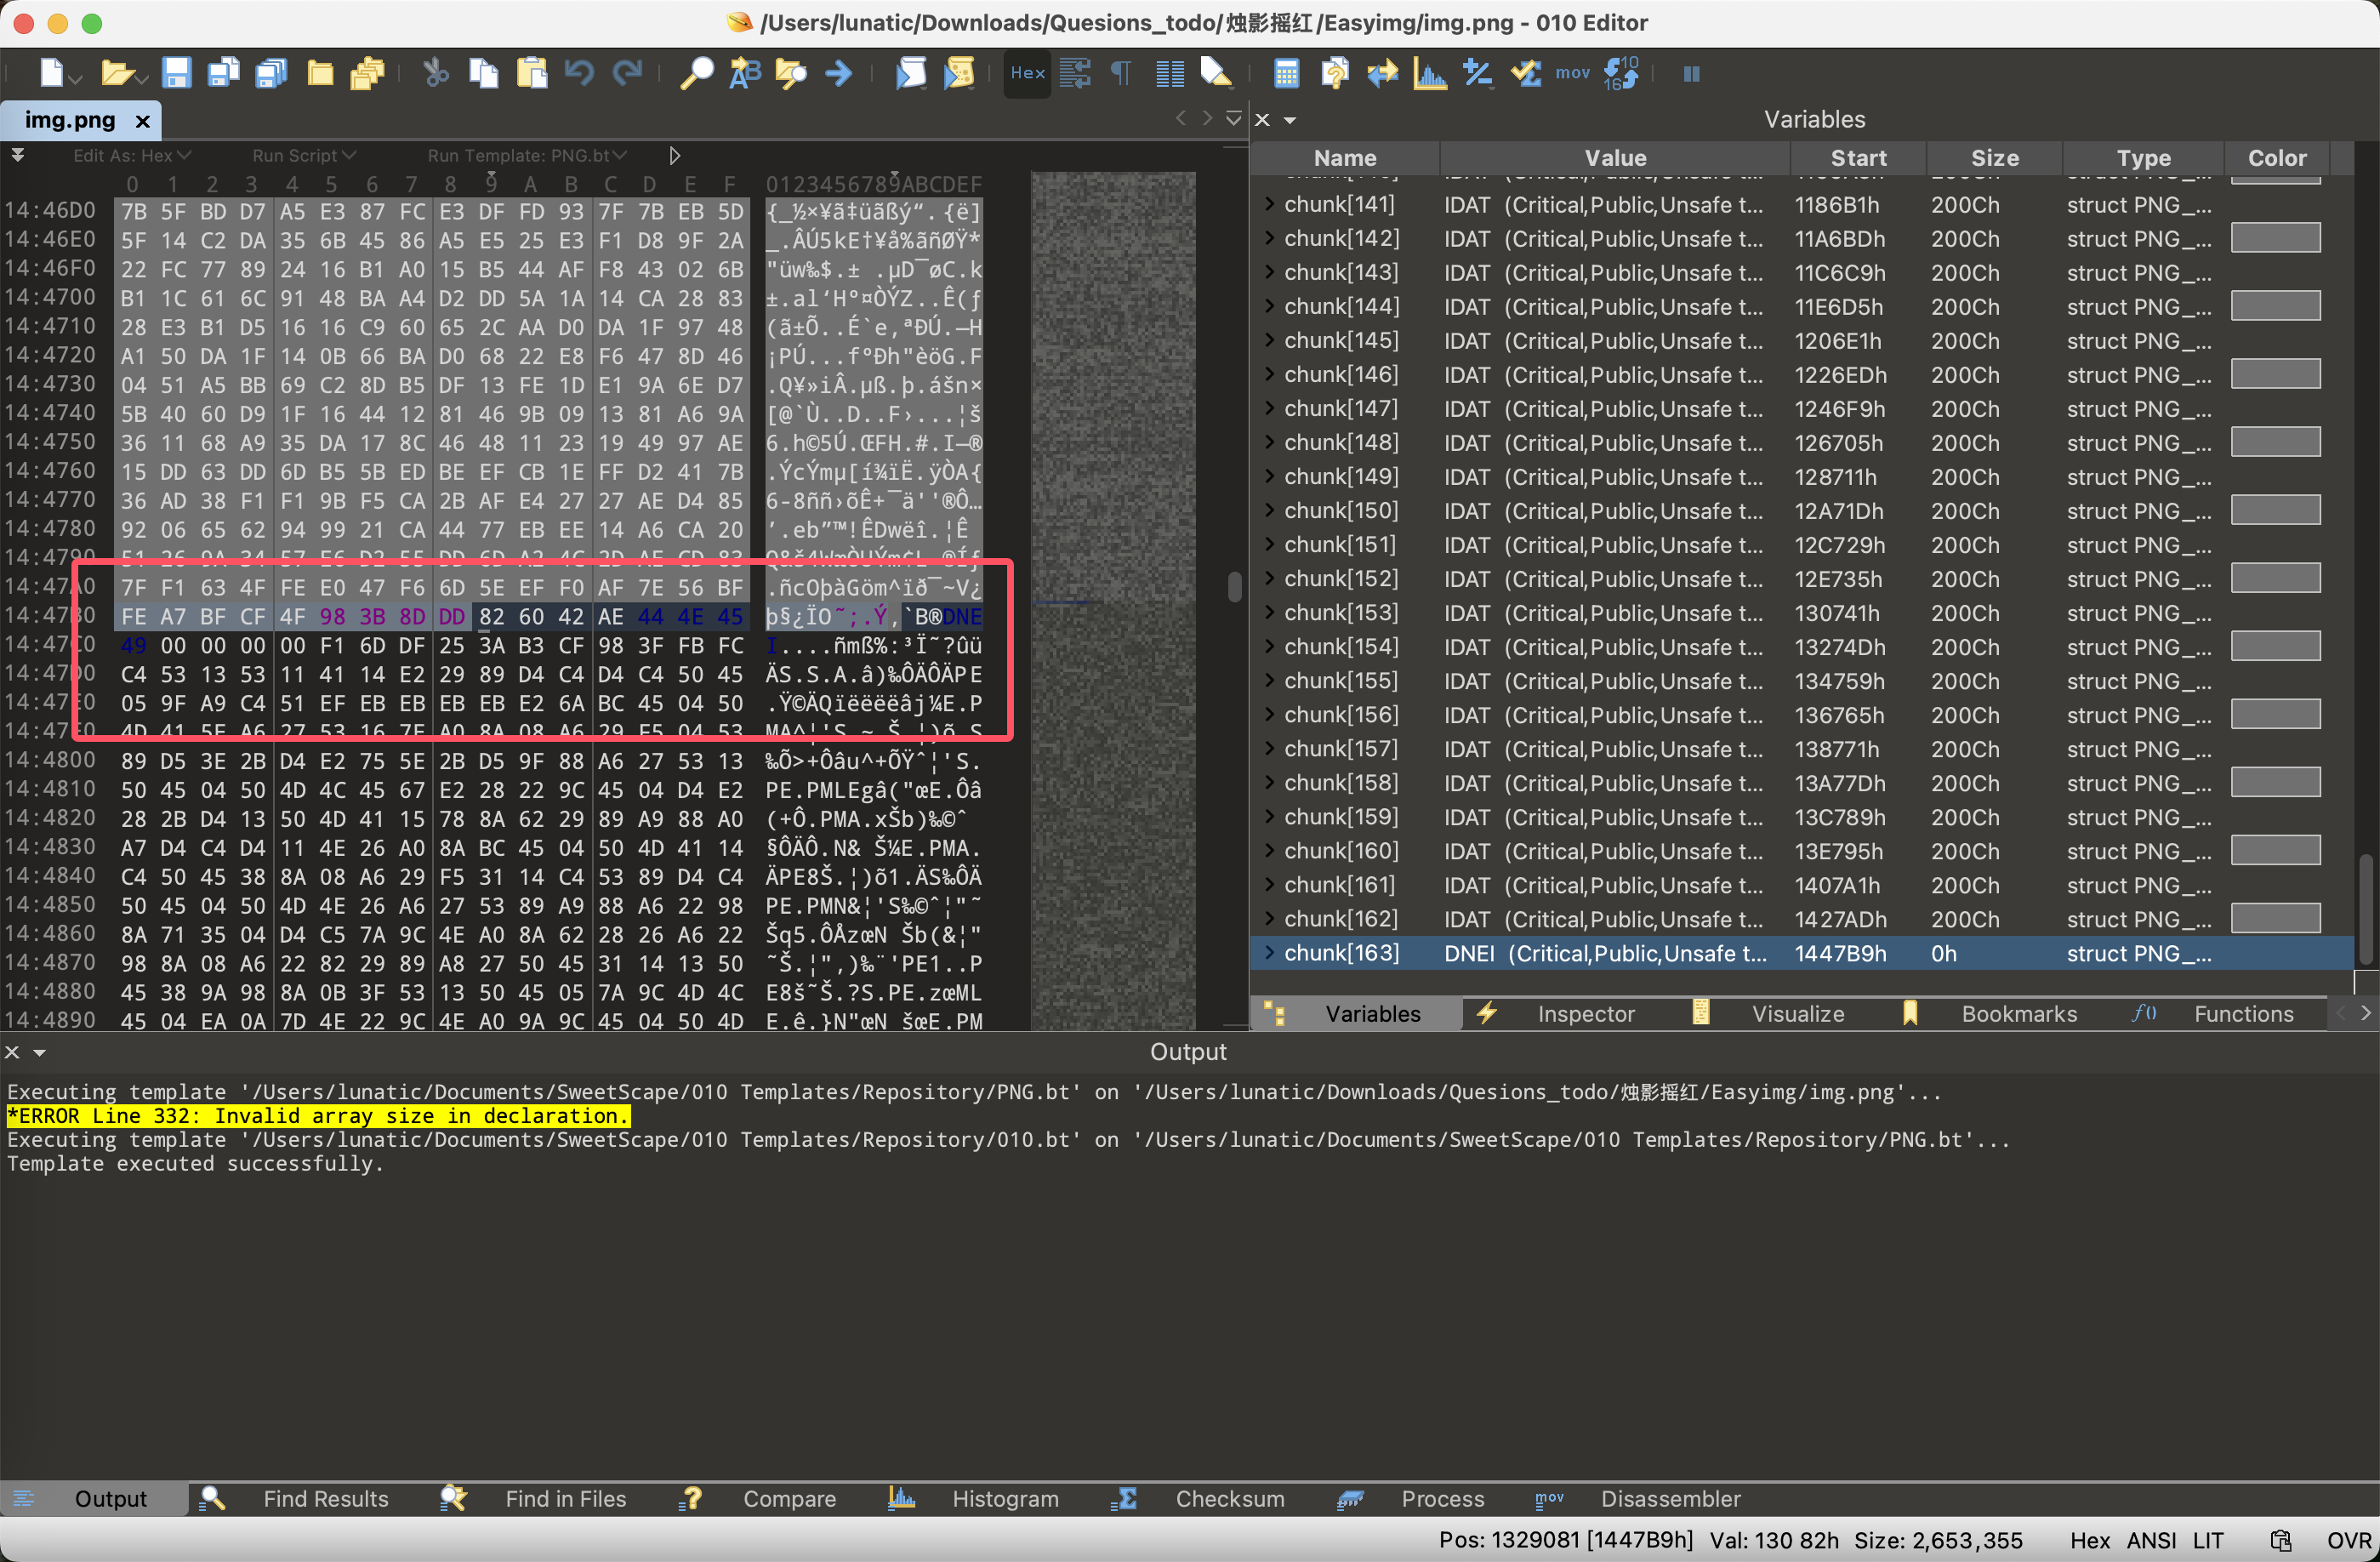 /Users/lunatic/Downloads/Quesions_todo/烛影摇红/Easyimg/img.png - 010 Editor
Hex
mov
img.png
Edit As: Hex Run Script Run Template: PNG.bt
0 1 2 3 4 5 6 7 8 9 A B C D E F 0123456789ABCDEF
14:46D0 7B 5F BD D7 A5 E3 87 FC E3 DF FD 93 7F 7B EB 5D {_½×¥ã‡üãßý“.{ë]
14:46E0 5F 14 C2 DA 35 6B 45 86 A5 E5 25 E3 F1 D8 9F 2A _.ÂÚ5kE†¥å%ãñØŸ*
14:46F0 22 FC 77 89 24 16 B1 A0 15 B5 44 AF F8 43 02 6B "üw‰$.± .µD¯øC.k
14:4700 B1 1C 61 6C 91 48 BA A4 D2 DD 5A 1A 14 CA 28 83 ±.al‘Hº¤ÒÝZ..Ê(ƒ
14:4710 28 E3 B1 D5 16 16 C9 60 65 2C AA D0 DA 1F 97 48 (ã±Õ..É`e,ªÐÚ.—H
14:4720 A1 50 DA 1F 14 0B 66 BA D0 68 22 E8 F6 47 8D 46 ¡PÚ...fºÐh"èöG.F
14:4730 04 51 A5 BB 69 C2 8D B5 DF 13 FE 1D E1 9A 6E D7 .Q¥»iÂ.µß.þ.ášn×
14:4740 5B 40 60 D9 1F 16 44 12 81 46 9B 09 13 81 A6 9A [@`Ù..D..F›...¦š
14:4750 36 11 68 A9 35 DA 17 8C 46 48 11 23 19 49 97 AE 6.h©5Ú.ŒFH.#.I—®
14:4760 15 DD 63 DD 6D B5 5B ED BE EF CB 1E FF D2 41 7B .ÝcÝmµ[í¾ïË.ÿÒA{
14:4770 36 AD 38 F1 F1 9B F5 CA 2B AF E4 27 27 AE D4 85 6-8ññ›õÊ+¯ä''®Ô…
14:4780 92 06 65 62 94 99 21 CA 44 77 EB EE 14 A6 CA 20 ’.eb”™!ÊDwëî.¦Ê
14:4790 51 26 9A 34 57 E6 D2 55 DD 6D A2 4C 2D AE CD 83 Q&š4WæÒUÝm¢L-®Íƒ
14:47A0 7F F1 63 4F FE E0 47 F6 6D 5E EF F0 AF 7E 56 BF .ñcOþàGöm^ïð¯~V¿
14:47B0 FE A7 BF CF 4F 98 3B 8D DD 82 60 42 AE 44 4E 45 þ§¿ÏO˜;.Ý‚`B®DNE
14:47C0 49 00 00 00 00 F1 6D DF 25 3A B3 CF 98 3F FB FC I....ñmß%:³Ï˜?ûü
14:47D0 C4 53 13 53 11 41 14 E2 29 89 D4 C4 D4 C4 50 45 ÄS.S.A.â)‰ÔÄÔÄPE
14:47E0 05 9F A9 C4 51 EF EB EB EB EB E2 6A BC 45 04 50 .Ÿ©ÄQïëëëëâj¼E.P
14:47F0 4D 41 5E A6 27 53 16 7E A0 8A 08 A6 29 F5 04 53 MA^¦'S.~ Š.¦)õ.S
14:4800 89 D5 3E 2B D4 E2 75 5E 2B D5 9F 88 A6 27 53 13 ‰Õ>+Ôâu^+ÕŸˆ¦'S.
14:4810 50 45 04 50 4D 4C 45 67 E2 28 22 9C 45 04 D4 E2 PE.PMLEgâ("œE.Ôâ
14:4820 28 2B D4 13 50 4D 41 15 78 8A 62 29 89 A9 88 A0 (+Ô.PMA.xŠb)‰©ˆ
14:4830 A7 D4 C4 D4 11 4E 26 A0 8A BC 45 04 50 4D 41 14 §ÔÄÔ.N& Š¼E.PMA.
14:4840 C4 50 45 38 8A 08 A6 29 F5 31 14 C4 53 89 D4 C4 ÄPE8Š.¦)õ1.ÄS‰ÔÄ
14:4850 50 45 04 50 4D 4E 26 A6 27 53 89 A9 88 A6 22 98 PE.PMN&¦'S‰©ˆ¦"˜
14:4860 8A 71 35 04 D4 C5 7A 9C 4E A0 8A 62 28 26 A6 22 Šq5.ÔÅzœN Šb(&¦"
14:4870 98 8A 08 A6 22 82 29 89 A8 27 50 45 31 14 13 50 ˜Š.¦"‚)‰¨'PE1..P
14:4880 45 38 9A 98 8A 0B 3F 53 13 50 45 05 7A 9C 4D 4C E8š˜Š.?S.PE.zœML
14:4890 45 04 EA 0A 7D 4E 22 9C 4E A0 9A 9C 45 04 50 4D E.ê.}N"œN šœE.PM
Variables
Name Value Start Size Type Color
chunk[141] IDAT (Critical,Public,Unsafe t... 1186B1h 200Ch struct PNG_...
chunk[142] IDAT (Critical,Public,Unsafe t... 11A6BDh 200Ch struct PNG_...
chunk[143] IDAT (Critical,Public,Unsafe t... 11C6C9h 200Ch struct PNG_...
chunk[144] IDAT (Critical,Public,Unsafe t... 11E6D5h 200Ch struct PNG_...
chunk[145] IDAT (Critical,Public,Unsafe t... 1206E1h 200Ch struct PNG_...
chunk[146] IDAT (Critical,Public,Unsafe t... 1226EDh 200Ch struct PNG_...
chunk[147] IDAT (Critical,Public,Unsafe t... 1246F9h 200Ch struct PNG_...
chunk[148] IDAT (Critical,Public,Unsafe t... 126705h 200Ch struct PNG_...
chunk[149] IDAT (Critical,Public,Unsafe t... 128711h 200Ch struct PNG_...
chunk[150] IDAT (Critical,Public,Unsafe t... 12A71Dh 200Ch struct PNG_...
chunk[151] IDAT (Critical,Public,Unsafe t... 12C729h 200Ch struct PNG_...
chunk[152] IDAT (Critical,Public,Unsafe t... 12E735h 200Ch struct PNG_...
chunk[153] IDAT (Critical,Public,Unsafe t... 130741h 200Ch struct PNG_...
chunk[154] IDAT (Critical,Public,Unsafe t... 13274Dh 200Ch struct PNG_...
chunk[155] IDAT (Critical,Public,Unsafe t... 134759h 200Ch struct PNG_...
chunk[156] IDAT (Critical,Public,Unsafe t... 136765h 200Ch struct PNG_...
chunk[157] IDAT (Critical,Public,Unsafe t... 138771h 200Ch struct PNG_...
chunk[158] IDAT (Critical,Public,Unsafe t... 13A77Dh 200Ch struct PNG_...
chunk[159] IDAT (Critical,Public,Unsafe t... 13C789h 200Ch struct PNG_...
chunk[160] IDAT (Critical,Public,Unsafe t... 13E795h 200Ch struct PNG_...
chunk[161] IDAT (Critical,Public,Unsafe t... 1407A1h 200Ch struct PNG_...
chunk[162] IDAT (Critical,Public,Unsafe t... 1427ADh 200Ch struct PNG_...
chunk[163] DNEI (Critical,Public,Unsafe t... 1447B9h 0h struct PNG_...
Variables Inspector Visualize Bookmarks f() Functions
Output
Executing template '/Users/lunatic/Documents/SweetScape/010 Templates/Repository/PNG.bt' on '/Users/lunatic/Downloads/Quesions_todo/烛影摇红/Easyimg/img.png'...
*ERROR Line 332: Invalid array size in declaration.
Executing template '/Users/lunatic/Documents/SweetScape/010 Templates/Repository/010.bt' on '/Users/lunatic/Documents/SweetScape/010 Templates/Repository/PNG.bt'...
Template executed successfully.
Output Find Results Find in Files Compare Histogram Checksum Process mov Disassembler
Pos: 1329081 [1447B9h] Val: 130 82h Size: 2,653,355 Hex ANSI LIT OVR